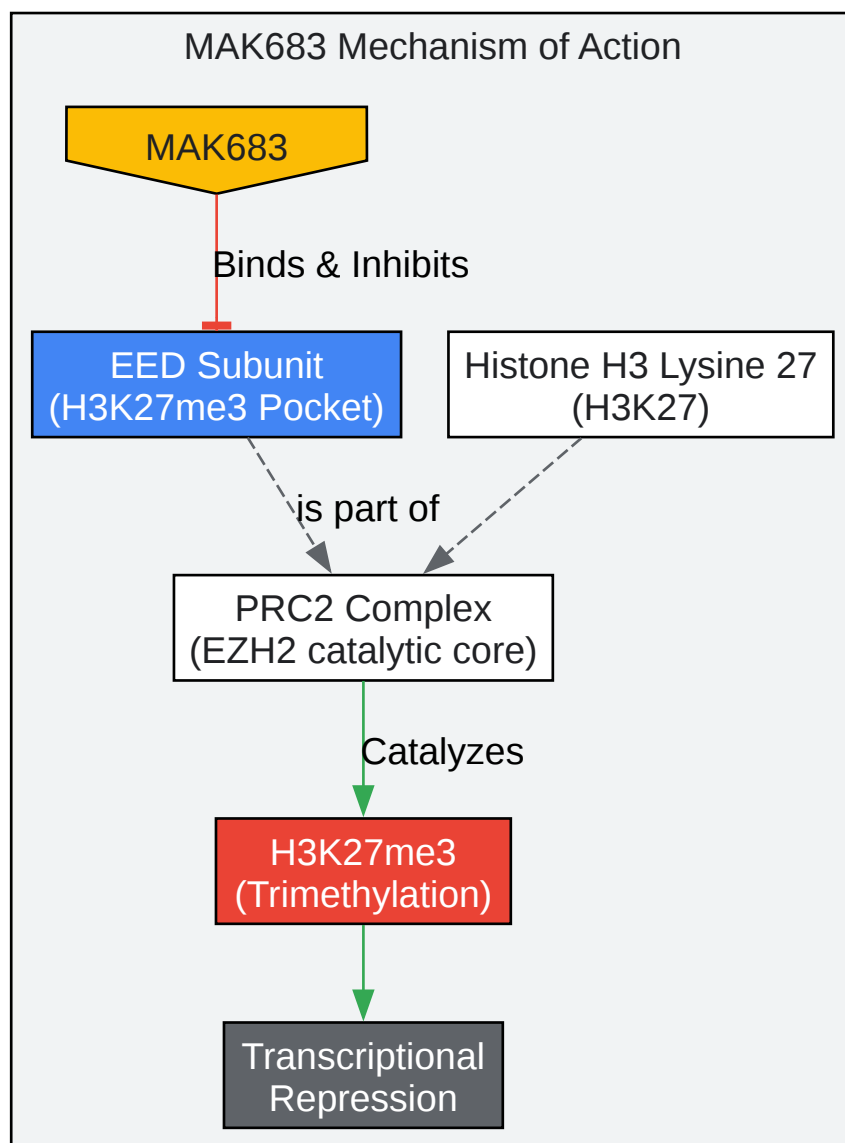 MAK683 Mechanism of Action
MAK683
Binds & Inhibits
EED Subunit
(H3K27me3 Pocket)
Histone H3 Lysine 27
(H3K27)
is part of
PRC2 Complex
(EZH2 catalytic core)
Catalyzes
H3K27me3
(Trimethylation)
Transcriptional
Repression